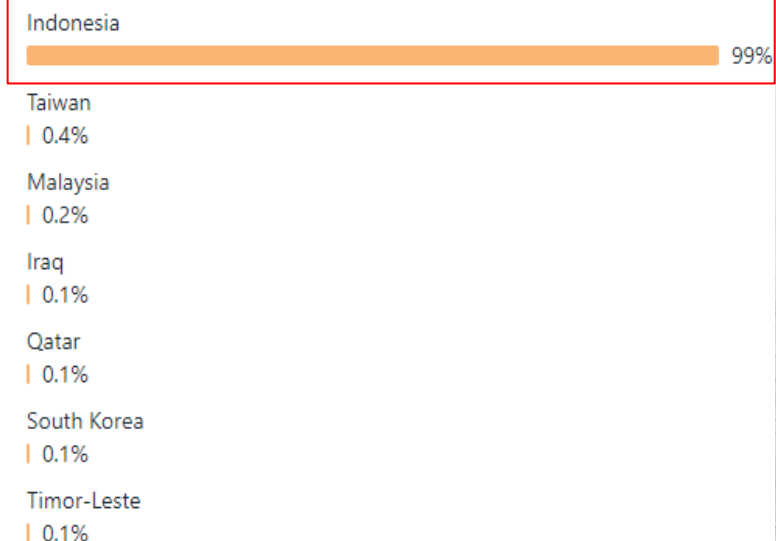 Indonesia
99%
Taiwan
0.4%
Malaysia
0.2%
Iraq
0.1%
Qatar
0.1%
South Korea
0.1%
Timor-Leste
0.1%